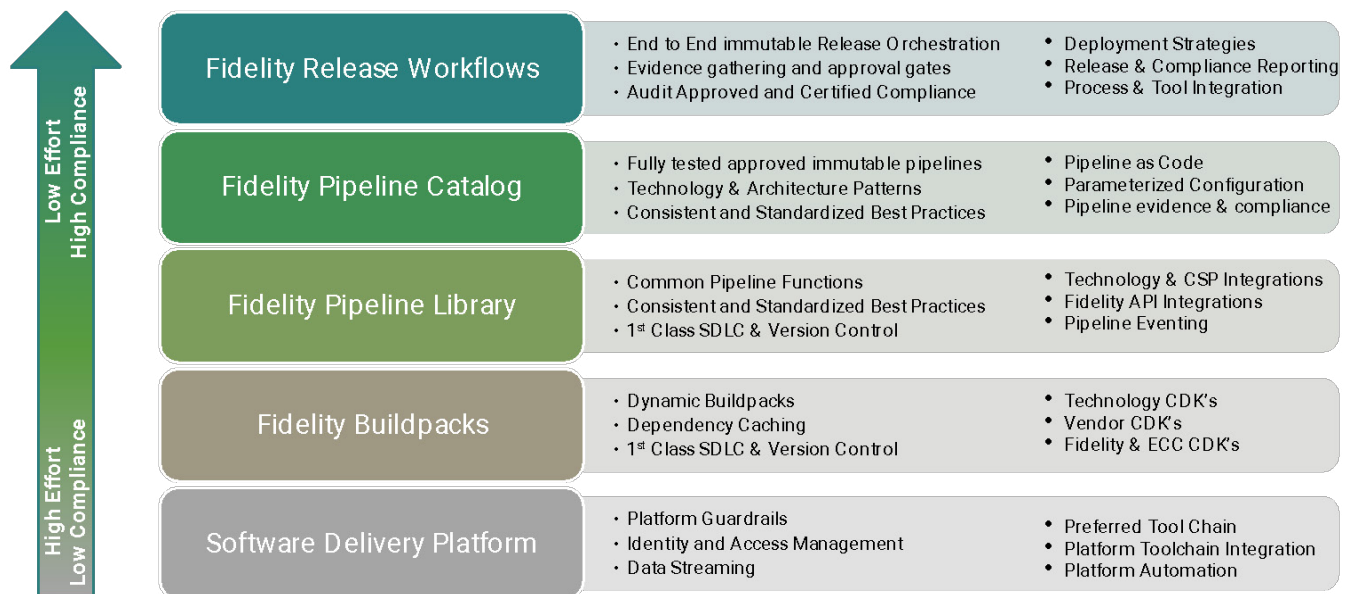 Low Effort
High Compliance
High Effort
Low Compliance
Fidelity Release Workflows
• End to End immutable Release Orchestration
• Evidence gathering and approval gates
• Audit Approved and Certified Compliance
• Deployment Strategies
• Release & Compliance Reporting
• Process & Tool Integration
Fidelity Pipeline Catalog
• Fully tested approved immutable pipelines
• Technology & Architecture Patterns
• Consistent and Standardized Best Practices
• Pipeline as Code
• Parameterized Configuration
• Pipeline evidence & compliance
Fidelity Pipeline Library
• Common Pipeline Functions
• Consistent and Standardized Best Practices
• 1st Class SDLC & Version Control
• Technology & CSP Integrations
• Fidelity API Integrations
• Pipeline Eventing
Fidelity Buildpacks
• Dynamic Buildpacks
• Dependency Caching
• 1st Class SDLC & Version Control
• Technology CDK's
• Vendor CDK's
• Fidelity & ECC CDK's
Software Delivery Platform
• Platform Guardrails
• Identity and Access Management
• Data Streaming
• Preferred Tool Chain
• Platform Toolchain Integration
• Platform Automation